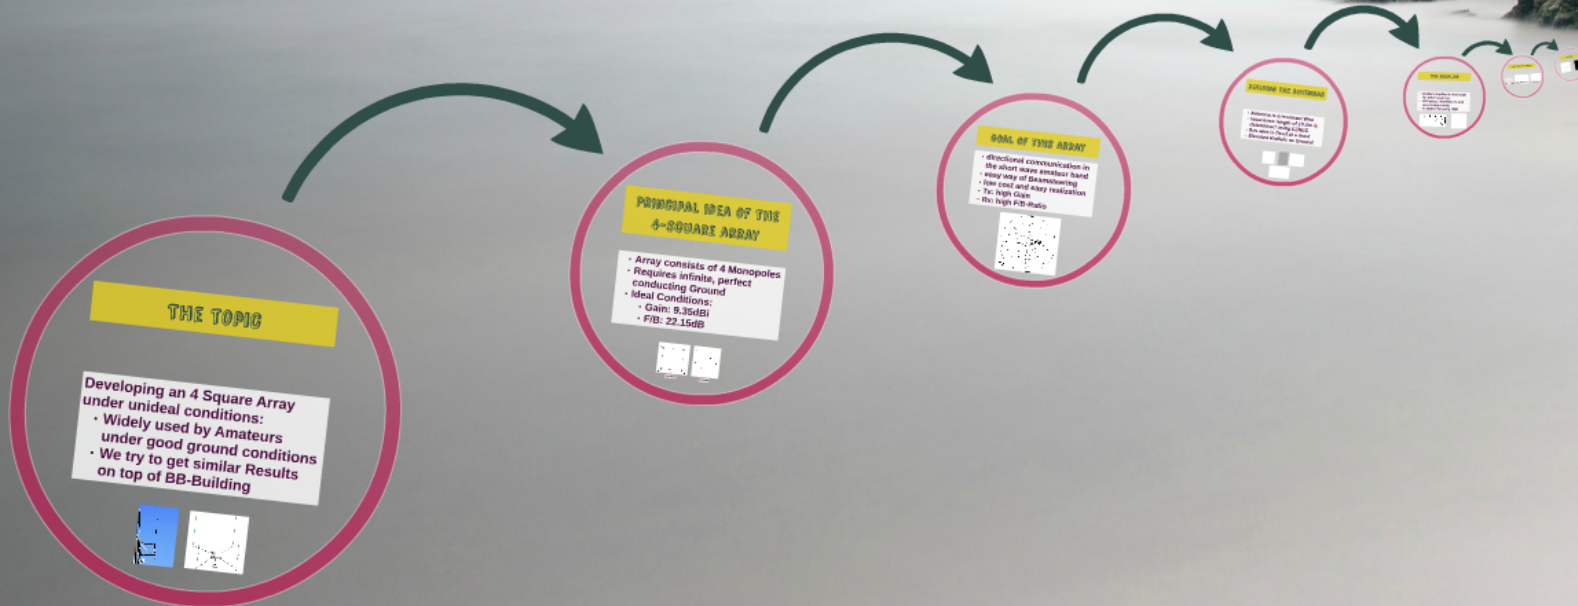 THE TOPIC
Developing an 4 Square Array
under unideal conditions:
· Widely used by Amateurs
under good ground conditions
· We try to get similar Results
on top of BB-Building
PRINCIPAL IDEA OF THE
4-SQUARE ARRAY
· Array consists of 4 Monopoles
· Requires infinite, perfect
conducting Ground
· Ideal Conditions:
· Gain: 9.35dBi
· F/B: 22.15dB
GOAL OF THIS ARRAY
· directional communication in
the short wave amateur band
· easy way of Beamsteering
· low cost and easy realization
· Tx: high Gain
· Rx: high F/B-Ratio
BUILDING THE ANTENNAS